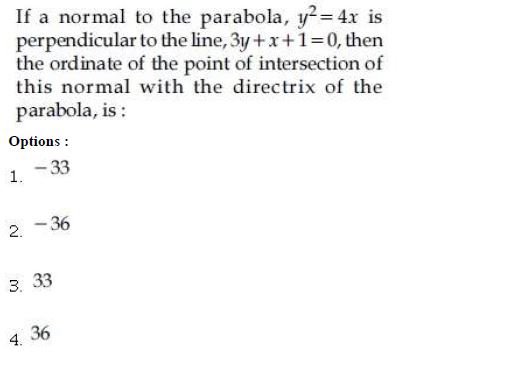 If a normal to the parabola, y² = 4x is
perpendicular to the line, 3y + x + 1 = 0, then
the ordinate of the point of intersection of
this normal with the directrix of the
parabola, is :
Options :
1. − 33
2. − 36
3. 33
4. 36